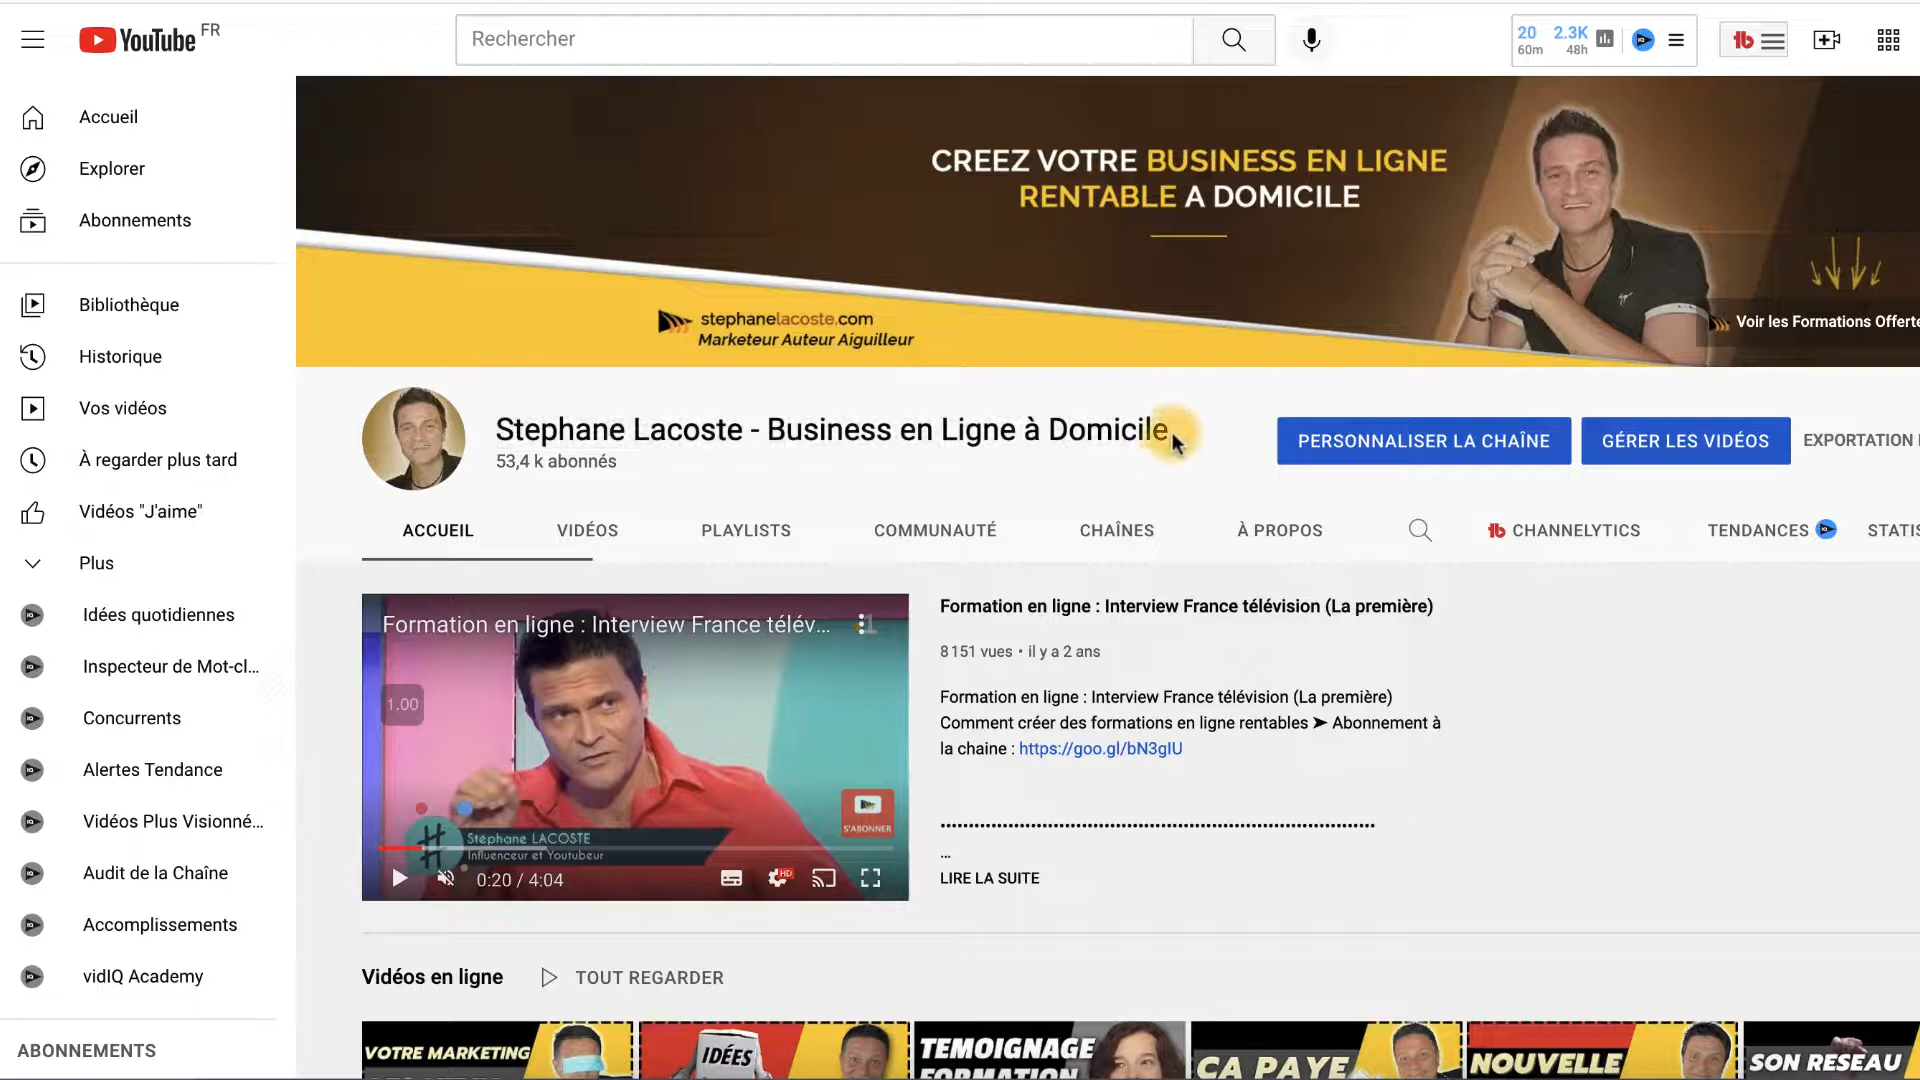 YouTube FR
Rechercher
20 2.3K
60m 48h
Accueil
Explorer
Abonnements
Bibliothèque
Historique
Vos vidéos
À regarder plus tard
Vidéos "J'aime"
Plus
Idées quotidiennes
Inspecteur de Mot-cl...
Concurrents
Alertes Tendance
Vidéos Plus Visionné...
Audit de la Chaîne
Accomplissements
vidIQ Academy
ABONNEMENTS
CREEZ VOTRE BUSINESS EN LIGNE
RENTABLE A DOMICILE
stephanelacoste.com
Marketeur Auteur Aiguilleur
Voir les Formations Offerte
Stephane Lacoste - Business en Ligne à Domicile
53,4 k abonnés
PERSONNALISER LA CHAÎNE
GÉRER LES VIDÉOS
EXPORTATION
ACCUEIL
VIDÉOS
PLAYLISTS
COMMUNAUTÉ
CHAÎNES
À PROPOS
CHANNELYTICS
TENDANCES
STATIS
Formation en ligne : Interview France télév...
1.00
S'ABONNER
Stéphane LACOSTE
Influenceur et Youtubeur
0:20 / 4:04
HD
Formation en ligne : Interview France télévision (La première)
8 151 vues • il y a 2 ans
Formation en ligne : Interview France télévision (La première)
Comment créer des formations en ligne rentables ➤ Abonnement à
la chaine : https://goo.gl/bN3gIU
...
LIRE LA SUITE
Vidéos en ligne
TOUT REGARDER
VOTRE MARKETING
IDÉES
TEMOIGNAGE
FORMATION
CA PAYE
NOUVELLE
SON RESEAU